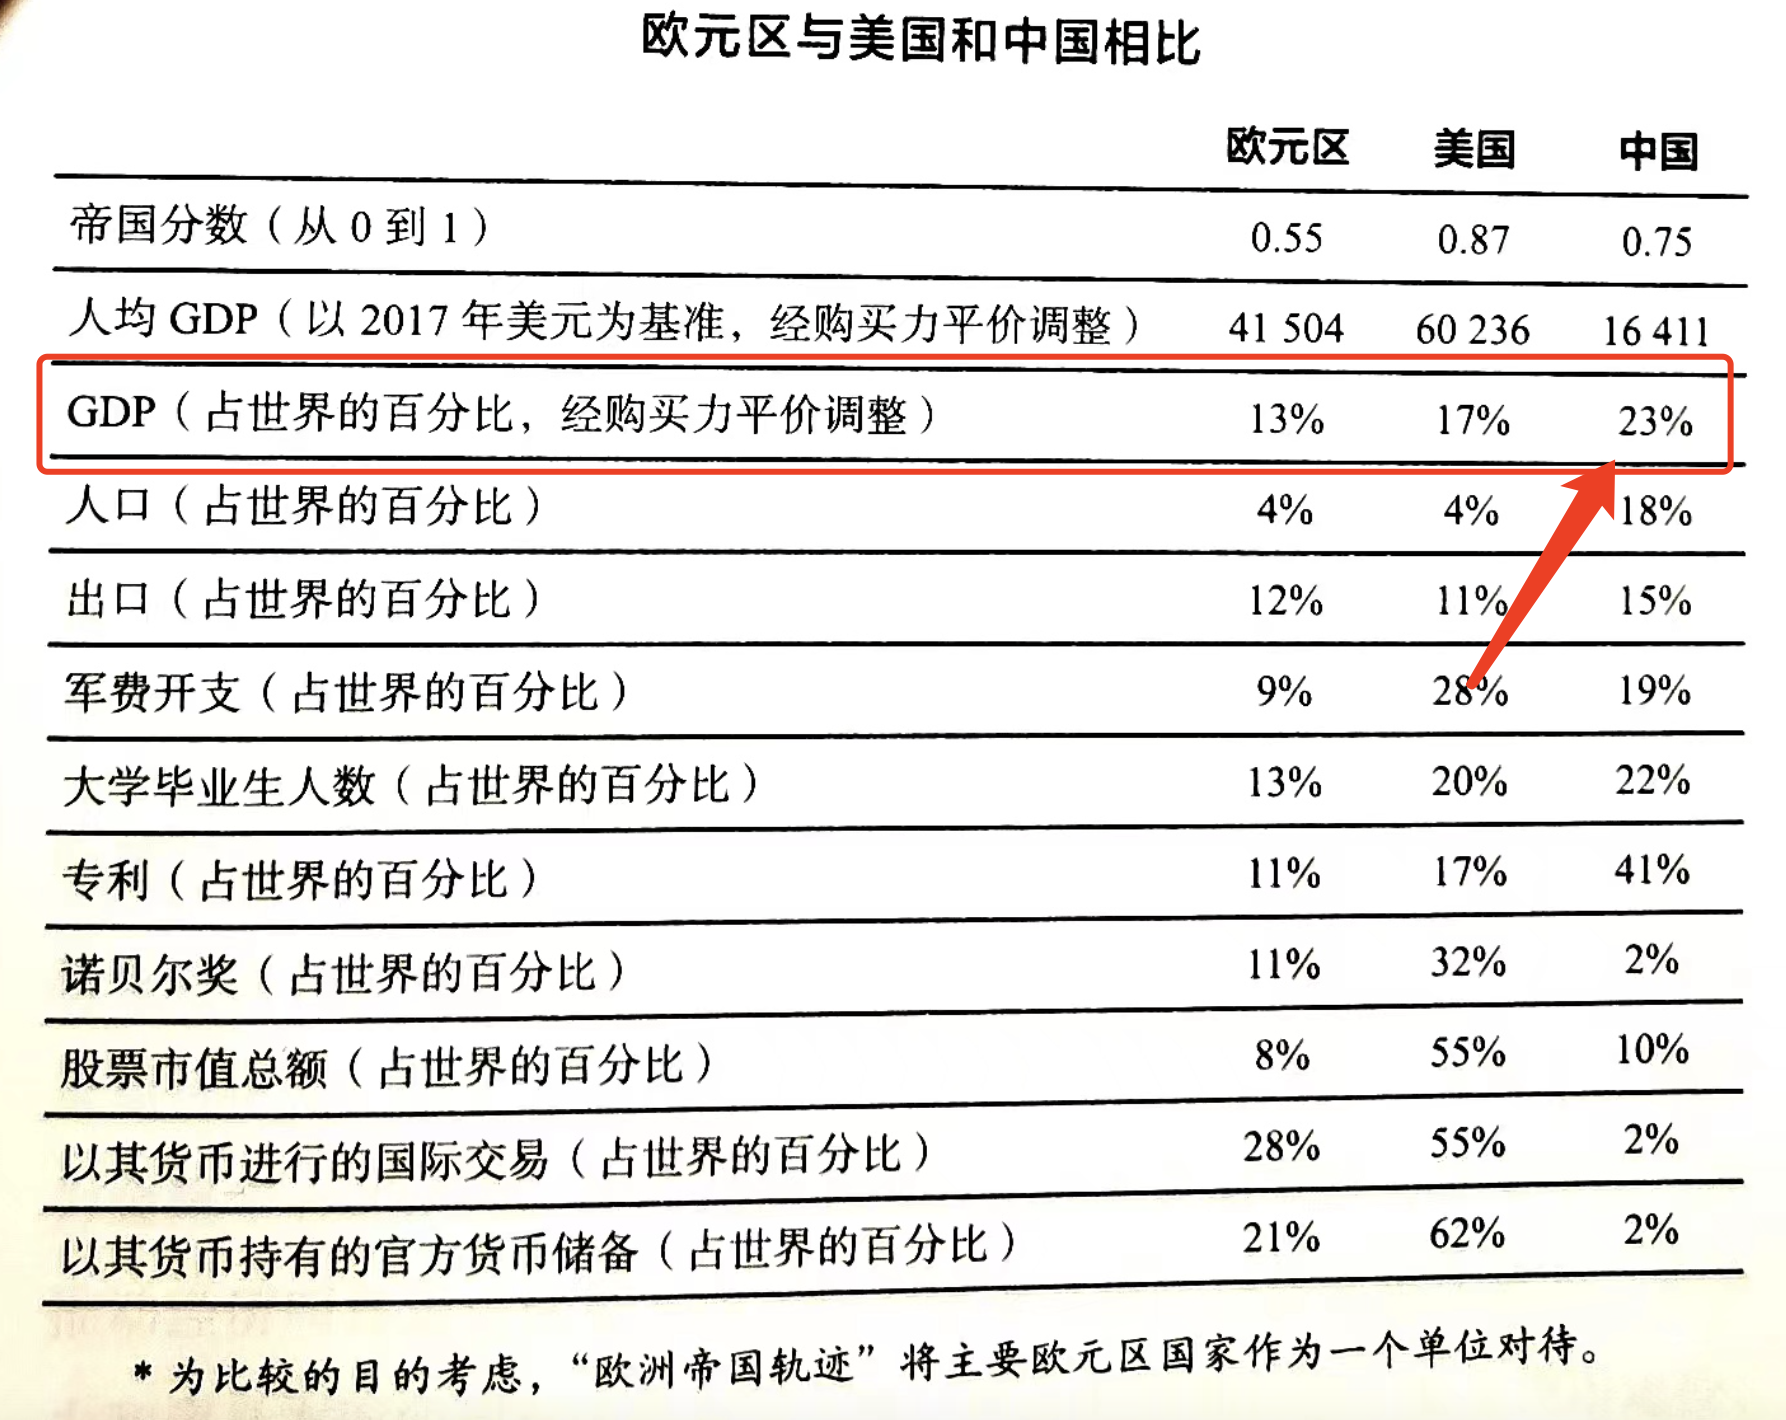 欧元区与美国和中国相比
欧元区 美国 中国
帝国分数（从 0 到 1） 0.55 0.87 0.75
人均 GDP（以 2017 年美元为基准，经购买力平价调整） 41 504 60 236 16 411
GDP（占世界的百分比，经购买力平价调整） 13% 17% 23%
人口（占世界的百分比） 4% 4% 18%
出口（占世界的百分比） 12% 11% 15%
军费开支（占世界的百分比） 9% 28% 19%
大学毕业生人数（占世界的百分比） 13% 20% 22%
专利（占世界的百分比） 11% 17% 41%
诺贝尔奖（占世界的百分比） 11% 32% 2%
股票市值总额（占世界的百分比） 8% 55% 10%
以其货币进行的国际交易（占世界的百分比） 28% 55% 2%
以其货币持有的官方货币储备（占世界的百分比） 21% 62% 2%
* 为比较的目的考虑，“欧洲帝国轨迹”将主要欧元区国家作为一个单位对待。